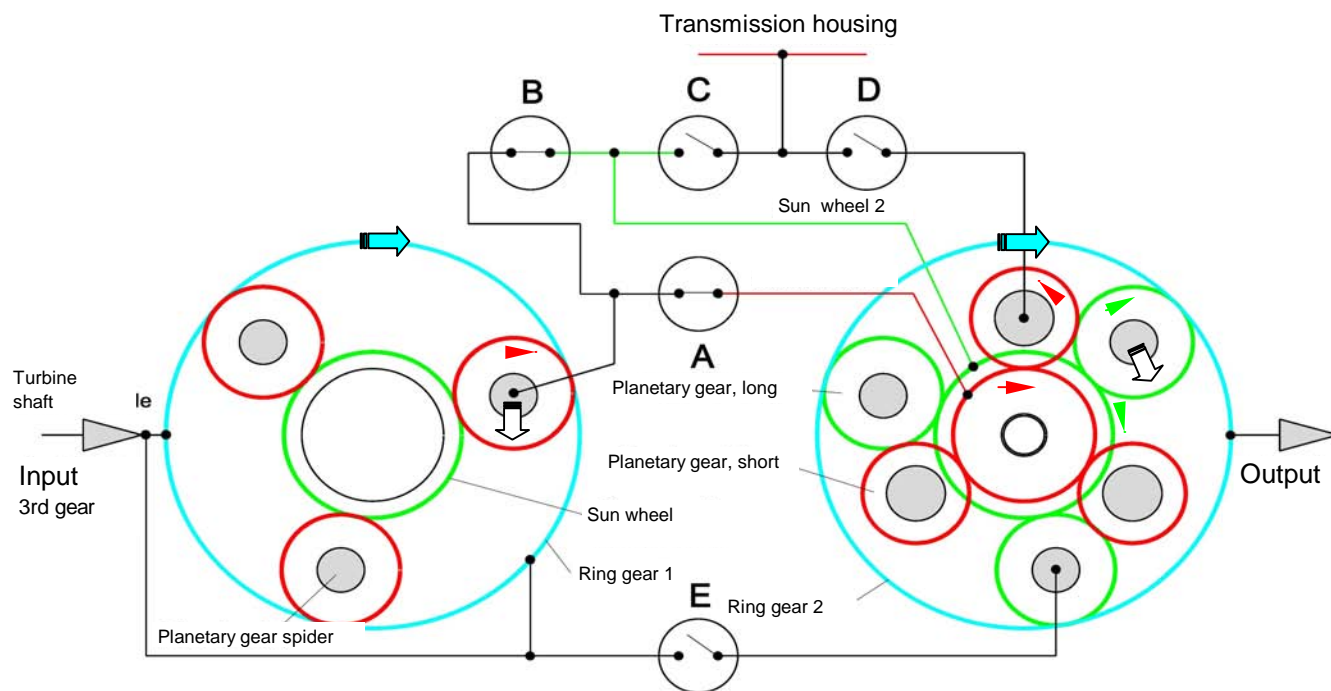 Transmission housing
B
C
D
Sun wheel 2
A
Turbine
shaft
Ie
Planetary gear, long
Planetary gear, short
Input
3rd gear
Output
Sun wheel
Ring gear 1
E
Ring gear 2
Planetary gear spider